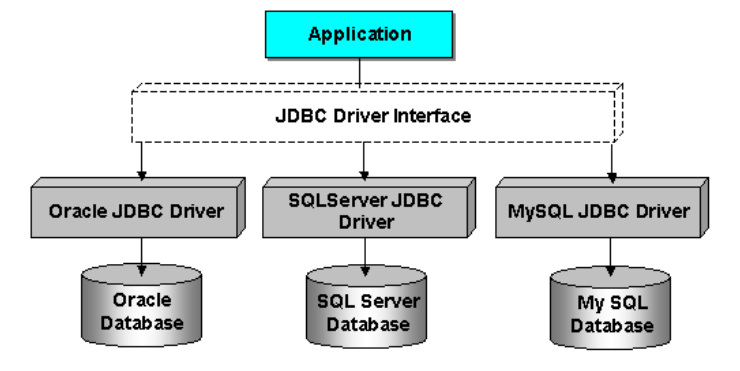 Application
JDBC Driver Interface
Oracle JDBC Driver
SQLServer JDBC
Driver
MySQL JDBC Driver
Oracle
Database
SQL Server
Database
My SQL
Database